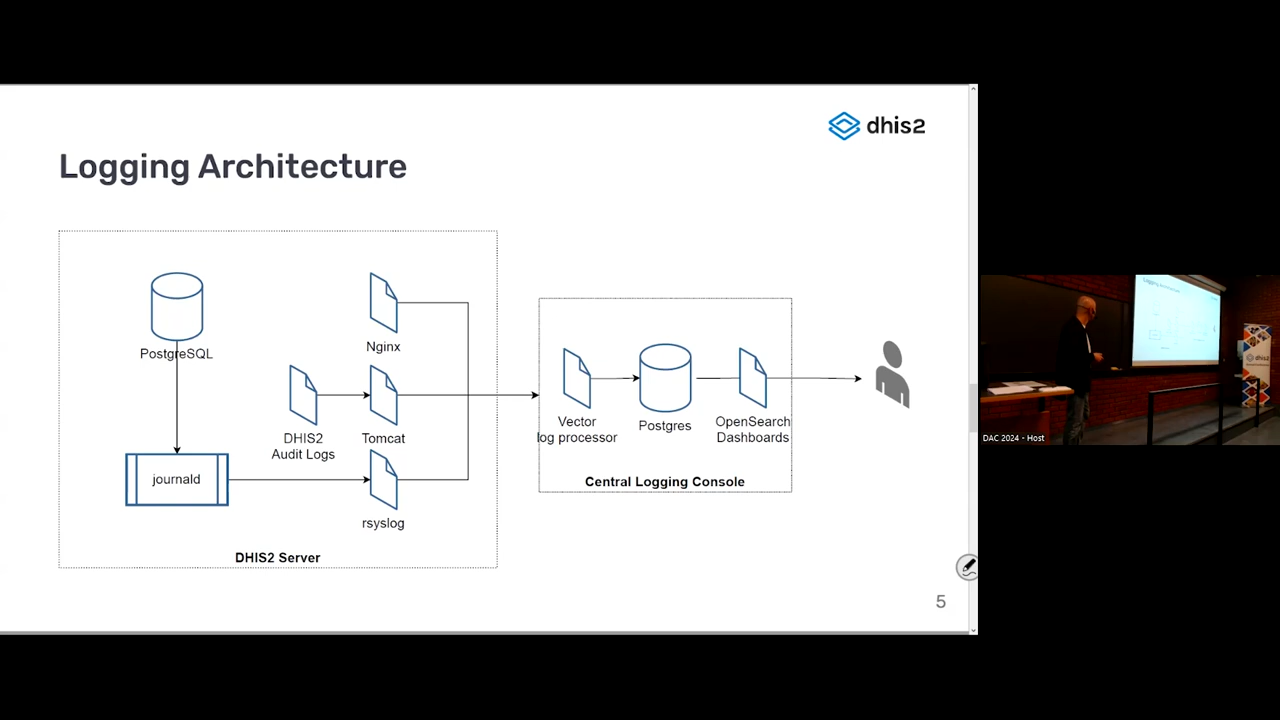 dhis2
Logging Architecture
PostgreSQL
Nginx
DHIS2
Audit Logs
Tomcat
journald
rsyslog
DHIS2 Server
Vector
log processor
Postgres
OpenSearch
Dashboards
Central Logging Console
5
dhis2
DAC 2024 - Host